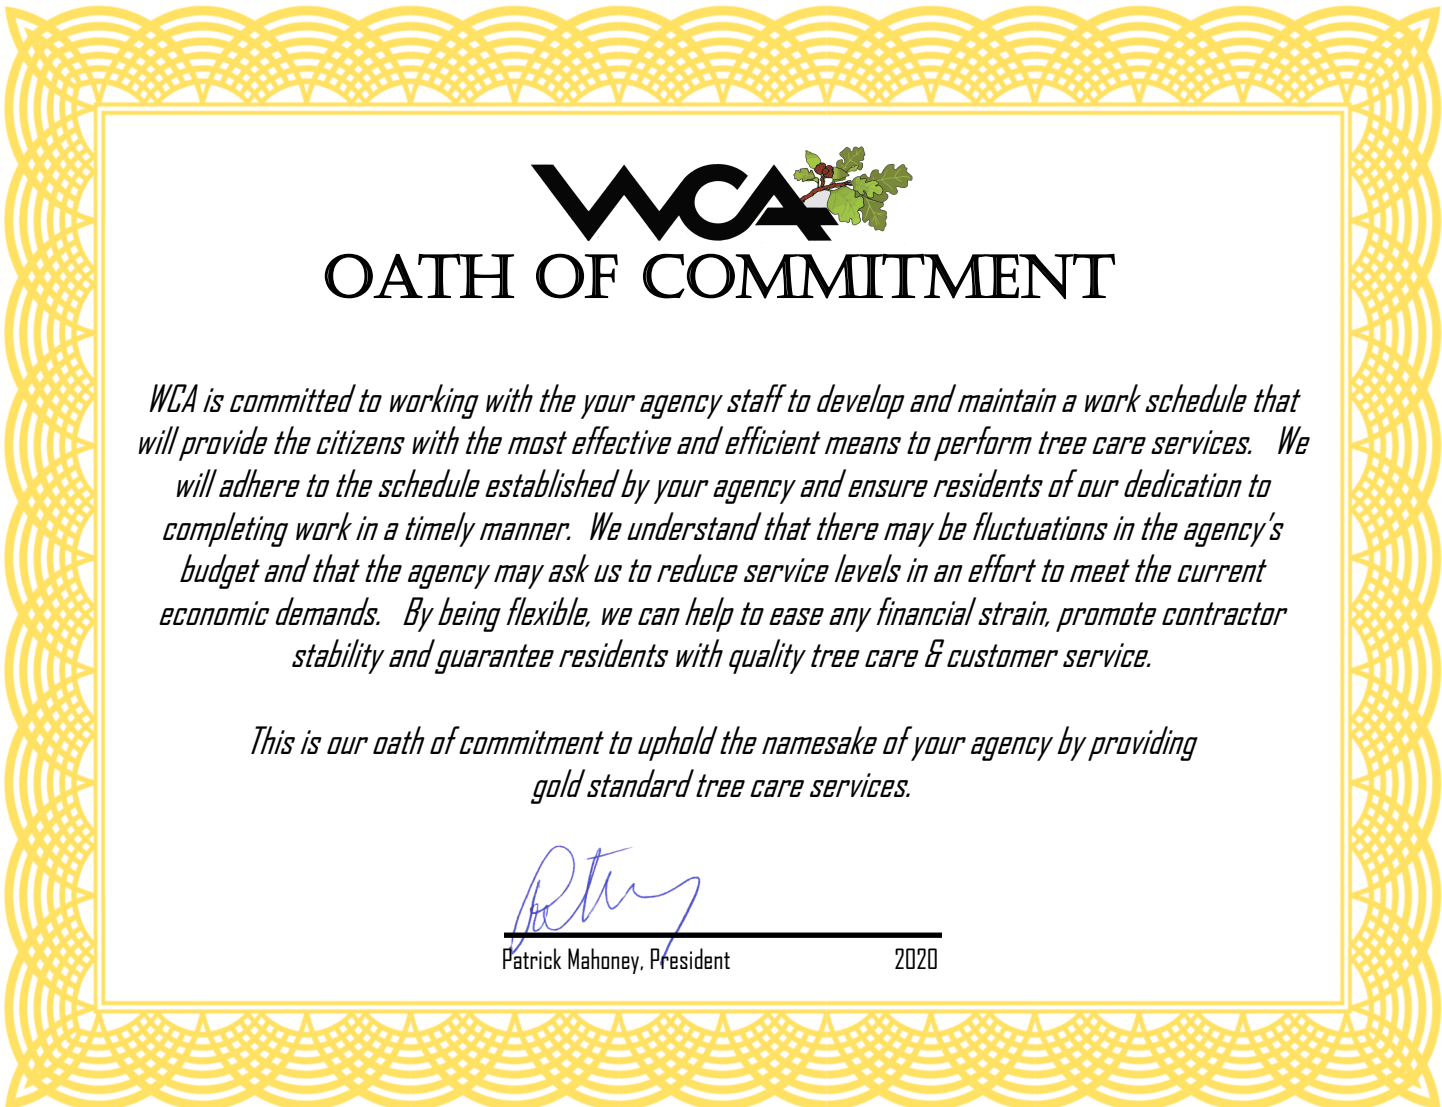 WCA
OATH OF COMMITMENT
WCA is committed to working with the your agency staff to develop and maintain a work schedule that
will provide the citizens with the most effective and efficient means to perform tree care services. We
will adhere to the schedule established by your agency and ensure residents of our dedication to
completing work in a timely manner. We understand that there may be fluctuations in the agency's
budget and that the agency may ask us to reduce service levels in an effort to meet the current
economic demands. By being flexible, we can help to ease any financial strain, promote contractor
stability and guarantee residents with quality tree care & customer service.
This is our oath of commitment to uphold the namesake of your agency by providing
gold standard tree care services.
Patrick Mahoney, President 2020